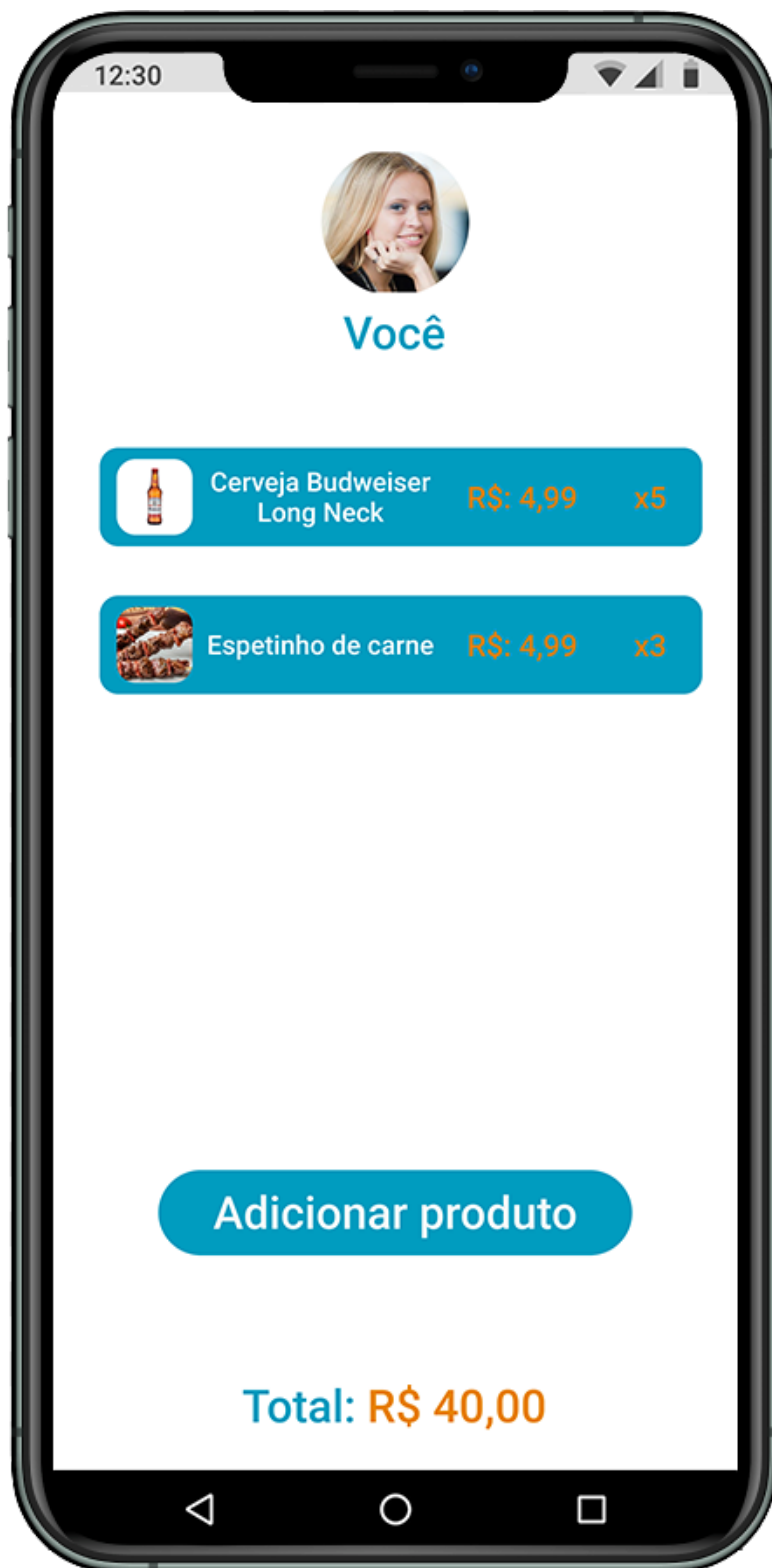 12:30
Você
Cerveja Budweiser
Long Neck
R$: 4,99
x5
Espetinho de carne
R$: 4,99
x3
Adicionar produto
Total: R$ 40,00